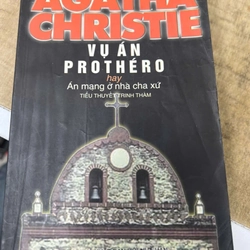 AGATHA
CHRISTIE
VỤ ÁN
PROTHÉRO
hay
Án mạng ở nhà cha xứ
TIỂU THUYẾT TRINH THÁM